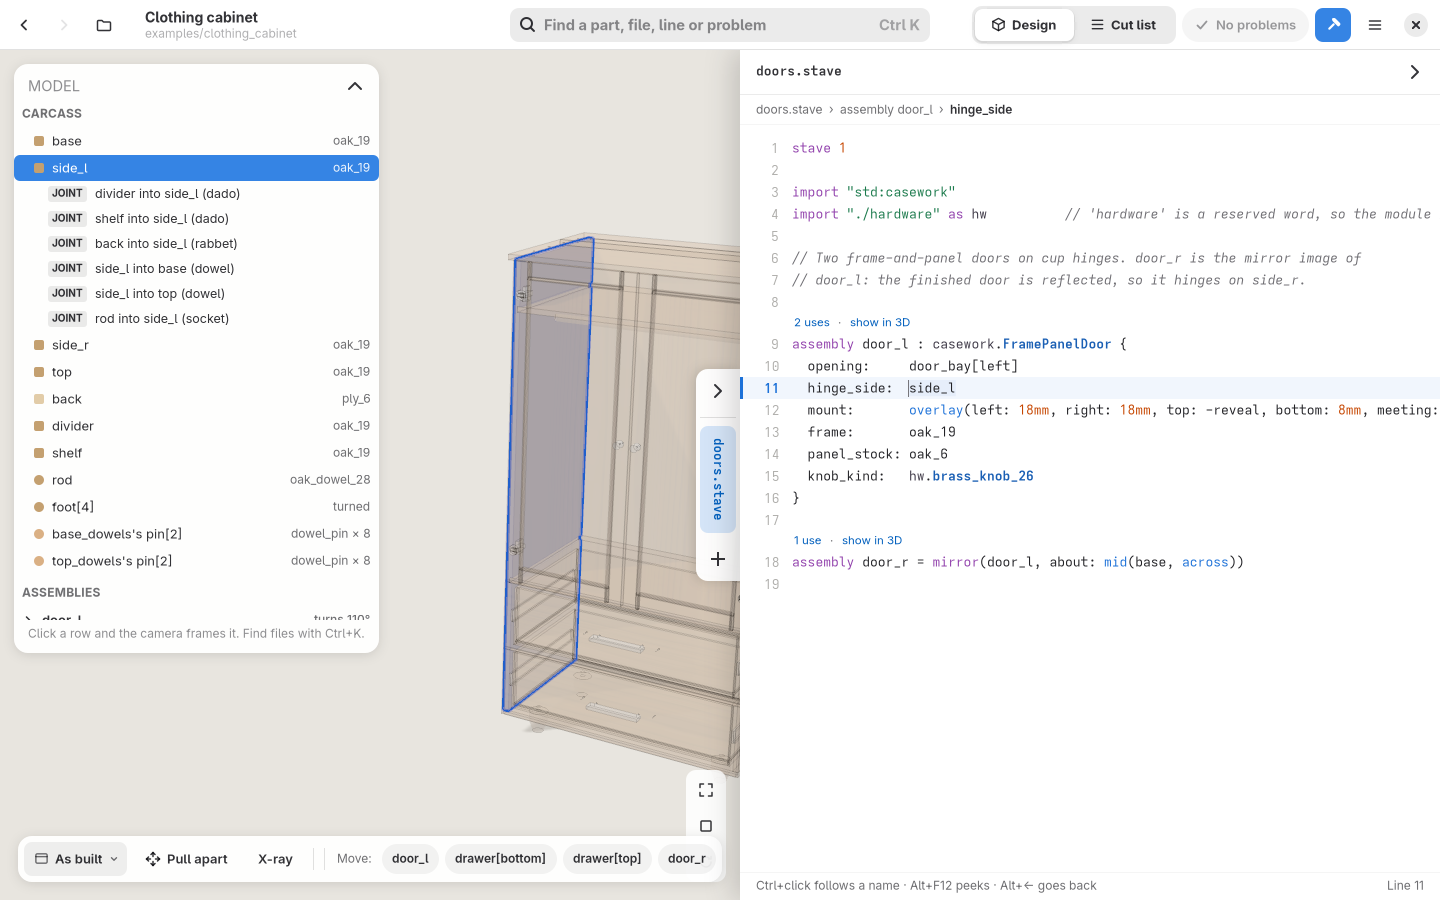 Clothing cabinet
examples/clothing_cabinet
Find a part, file, line or problem Ctrl K
Design
Cut list
No problems
MODEL
CARCASS
base oak_19
side_l oak_19
JOINT divider into side_l (dado)
JOINT shelf into side_l (dado)
JOINT back into side_l (rabbet)
JOINT side_l into base (dowel)
JOINT side_l into top (dowel)
JOINT rod into side_l (socket)
side_r oak_19
top oak_19
back ply_6
divider oak_19
shelf oak_19
rod oak_dowel_28
foot[4] turned
base_dowels's pin[2] dowel_pin × 8
top_dowels's pin[2] dowel_pin × 8
ASSEMBLIES
door_l turns 110°
Click a row and the camera frames it. Find files with Ctrl+K.
As built
Pull apart
X-ray
Move:
door_l
drawer[bottom]
drawer[top]
door_r
doors.stave
doors.stave
doors.stave › assembly door_l › hinge_side
1 stave 1
2
3 import "std:casework"
4 import "./hardware" as hw // 'hardware' is a reserved word, so the module
5
6 // Two frame-and-panel doors on cup hinges. door_r is the mirror image of
7 // door_l: the finished door is reflected, so it hinges on side_r.
8
2 uses · show in 3D
9 assembly door_l : casework.FramePanelDoor {
10 opening: door_bay[left]
11 hinge_side: side_l
12 mount: overlay(left: 18mm, right: 18mm, top: -reveal, bottom: 8mm, meeting:
13 frame: oak_19
14 panel_stock: oak_6
15 knob_kind: hw.brass_knob_26
16 }
17
1 use · show in 3D
18 assembly door_r = mirror(door_l, about: mid(base, across))
19
Ctrl+click follows a name · Alt+F12 peeks · Alt+← goes back
Line 11